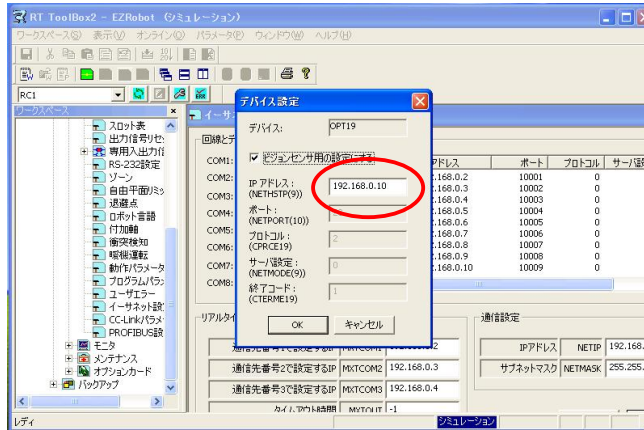 RT ToolBox2 - EZRobot (シミュレーション)
ワークスペース(S) 表示(V) オンライン(O) パラメータ(P) ウィンドウ(W) ヘルプ(H)
RC1
ワークスペース
スロット表
出力信号リセ
専用入出力信
RS-232設定
ゾーン
自由平面リミッ
退避点
ロボット言語
付加軸
衝突検知
暖機運転
動作パラメータ
プログラムパラ
ユーザエラー
イーサネット設
CC-Linkパラメ
PROFIBUS設
モニタ
メンテナンス
オプションカード
バックアップ
イーサ
回線とデ
COM1:
COM2:
COM3:
COM4:
COM5:
COM6:
COM7:
COM8:
デバイス設定
デバイス: OPT19
ビジョンセンサ用の設定にする
IP アドレス:
(NETHSTP(9)) 192.168.0.10
ポート:
(NETPORT(10))
プロトコル:
(CPRCE19) 2
サーバ設定:
(NETMODE(9)) 0
終了コード:
(CTERME19)
OK キャンセル
ドレス ポート プロトコル サーバ設
.168.0.2 10001 0
.168.0.3 10002 0
.168.0.4 10003 0
.168.0.5 10004 0
.168.0.6 10005 0
.168.0.7 10006 0
.168.0.8 10007 0
.168.0.9 10008 0
.168.0.10 10009 0
リアルタイ
通信先番号1で設定するIP MXTCOM1 192.168.0.2
通信先番号2で設定するIP MXTCOM2 192.168.0.3
通信先番号3で設定するIP MXTCOM3 192.168.0.4
タイムアウト時間 MXTOUT -1
通信設定
IPアドレス NETIP 192.168.
サブネットマスク NETMASK 255.255.
レディ
シミュレーション